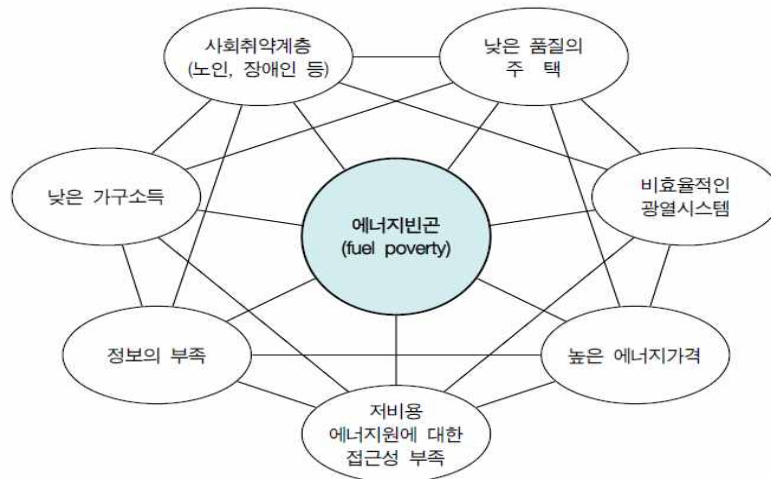 사회취약계층
(노인, 장애인 등)
낮은 품질의
주 택
낮은 가구소득
에너지빈곤
(fuel poverty)
비효율적인
광열시스템
정보의 부족
높은 에너지가격
저비용
에너지원에 대한
접근성 부족